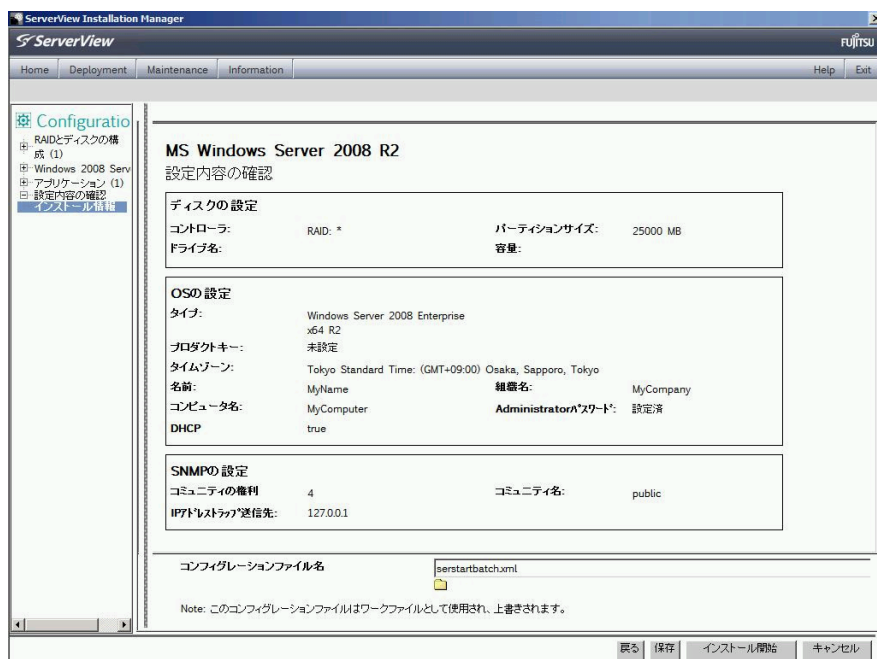 ServerView Installation Manager
ServerView
FUJITSU
Home Deployment Maintenance Information Help Exit
Configuratio
RAIDとディスクの構
成 (1)
Windows 2008 Serv
アプリケーション (1)
設定内容の確認
インストール情報
MS Windows Server 2008 R2
設定内容の確認
ディスクの設定
コントローラ: RAID: * パーティションサイズ: 25000 MB
ドライブ名: 容量:
OSの設定
タイプ: Windows Server 2008 Enterprise
x64 R2
プロダクトキー: 未設定
タイムゾーン: Tokyo Standard Time: (GMT+09:00) Osaka, Sapporo, Tokyo
名前: MyName 組織名: MyCompany
コンピュータ名: MyComputer Administratorパスワード: 設定済
DHCP true
SNMPの設定
コミュニティの権利 4 コミュニティ名: public
IPアドレストラップ送信先: 127.0.0.1
コンフィグレーションファイル名 serstartbatch.xml
Note: このコンフィグレーションファイルはワークファイルとして使用され、上書きされます。
戻る 保存 インストール開始 キャンセル